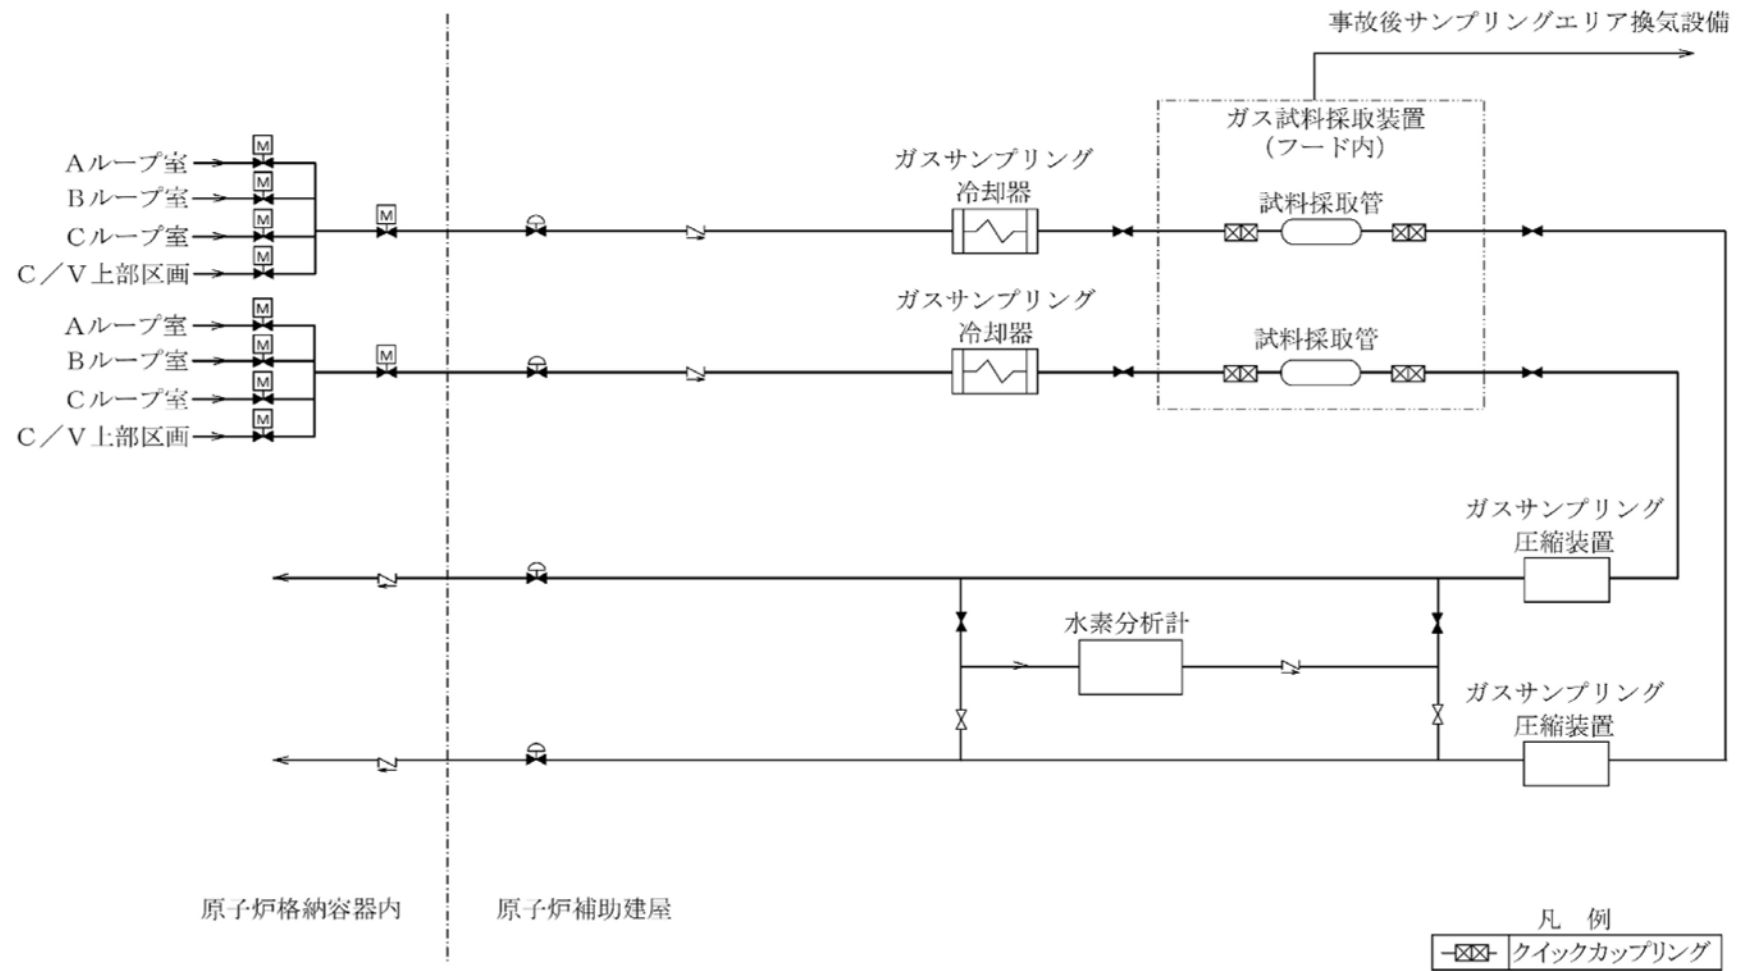 事故後サンプリングエリア換気設備
ガス試料採取装置
（フード内）
M
Aループ室
M
Bループ室
M
Cループ室
M
C／V上部区画
M
ガスサンプリング
冷却器
試料採取管
M
Aループ室
M
Bループ室
M
Cループ室
M
C／V上部区画
M
ガスサンプリング
冷却器
試料採取管
ガスサンプリング
圧縮装置
水素分析計
ガスサンプリング
圧縮装置
原子炉格納容器内
原子炉補助建屋
凡　例
クイックカップリング